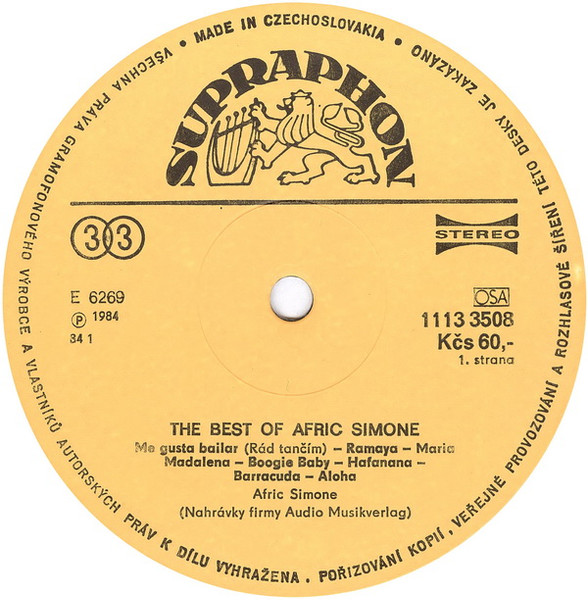 • MADE IN CZECHOSLOVAKIA •
VŠECHNA PRÁVA GRAMOFONOVÉHO VÝROBCE A VLASTNÍKŮ AUTORSKÝCH PRÁV K DÍLU VYHRAŽENA. POŘIZOVÁNÍ KOPIÍ, VEŘEJNÉ PROVOZOVÁNÍ A ROZHLASOVÉ ŠÍŘENÍ TÉTO DESKY JE ZAKÁZÁNO
SUPRAPHON
33
STEREO
E 6269
Ⓟ 1984
84 1
OSA
1113 3508
Kčs 60,-
1. strana
THE BEST OF AFRIC SIMONE
Me gusta bailar (Rád tančím) – Ramaya – Maria
Madalena – Boogie Baby – Hafanana –
Barracuda – Aloha
Afric Simone
(Nahrávky firmy Audio Musikverlag)